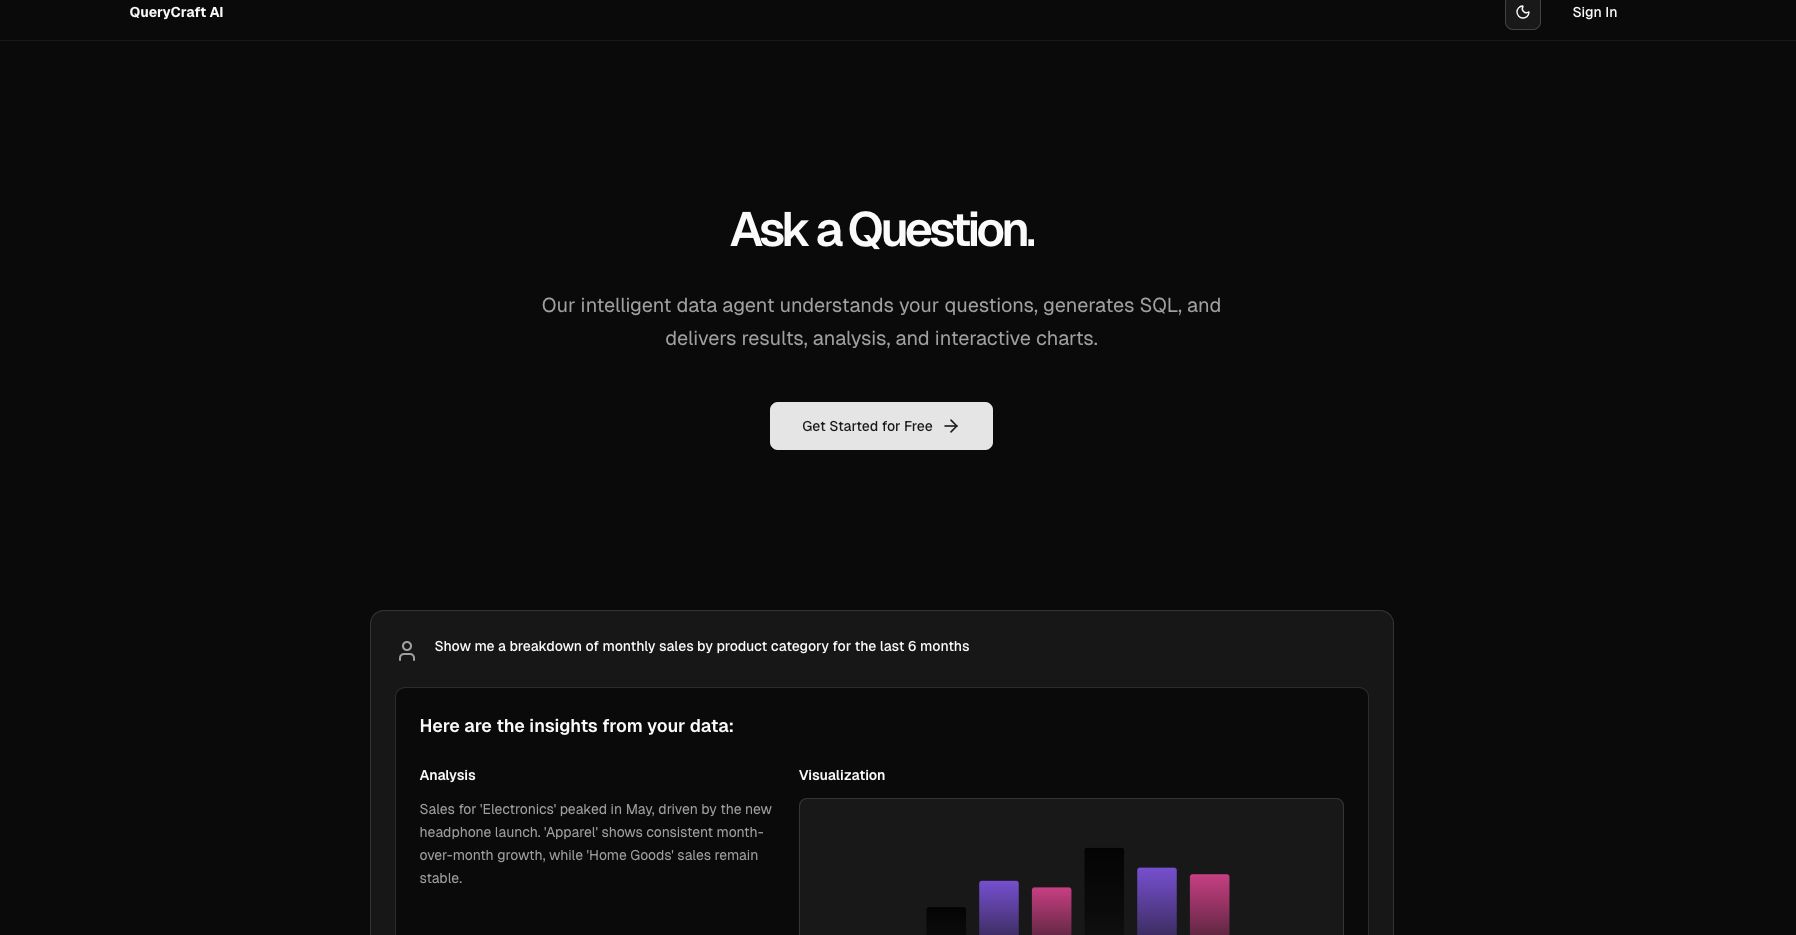 QueryCraft AI
Sign In
Ask a Question.
Our intelligent data agent understands your questions, generates SQL, and
delivers results, analysis, and interactive charts.
Get Started for Free
Show me a breakdown of monthly sales by product category for the last 6 months
Here are the insights from your data:
Analysis
Sales for 'Electronics' peaked in May, driven by the new
headphone launch. 'Apparel' shows consistent month-
over-month growth, while 'Home Goods' sales remain
stable.
Visualization